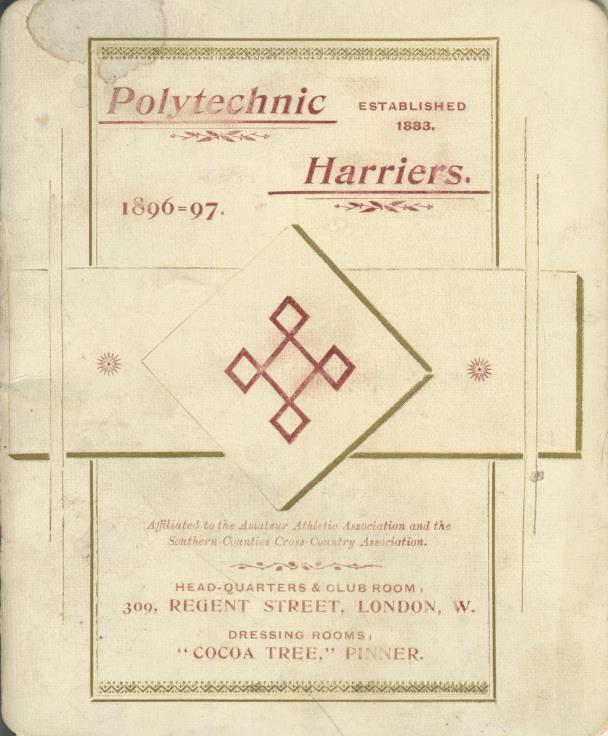 Polytechnic
ESTABLISHED
1883.
Harriers.
1896=97.
Affiliated to the Amateur Athletic Association and the
Southern-Counties Cross-Country Association.
HEAD-QUARTERS & CLUB ROOM:
309, REGENT STREET, LONDON, W.
DRESSING ROOMS:
“COCOA TREE,” PINNER.